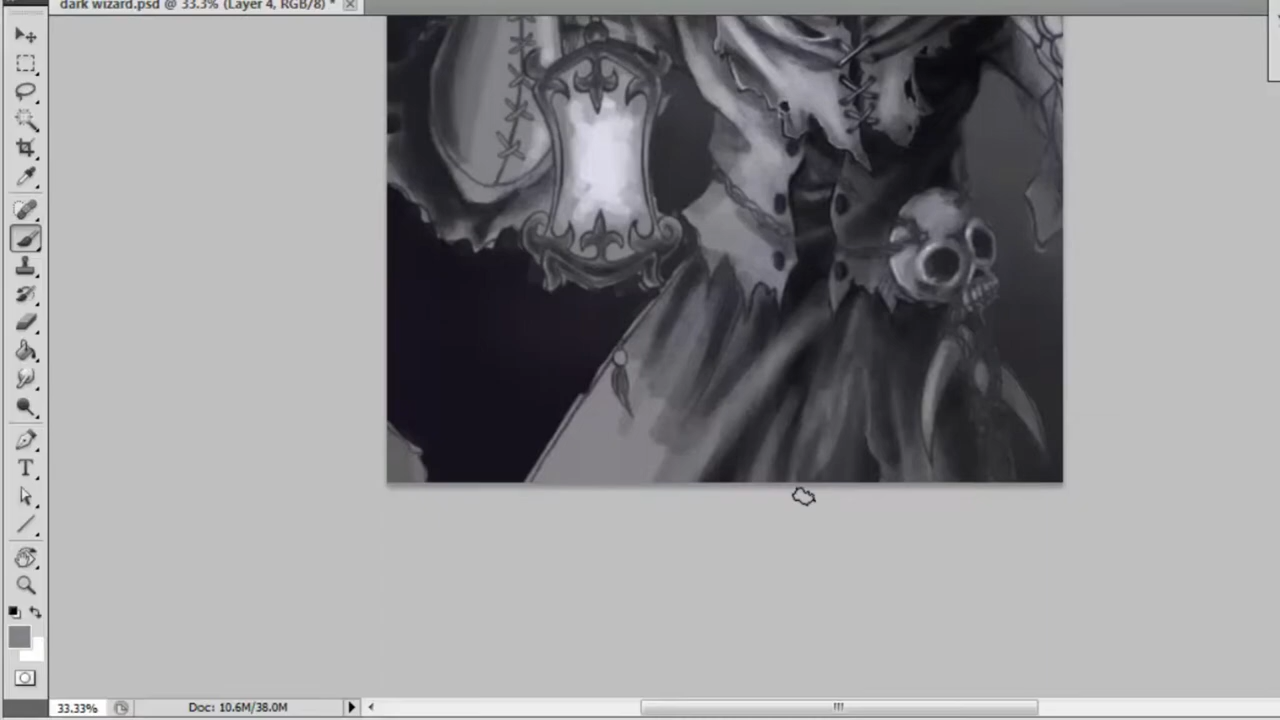 dark wizard.psd @ 33.3% (Layer 4, RGB/8) *
T
33.33%
Doc: 10.6M/38.0M